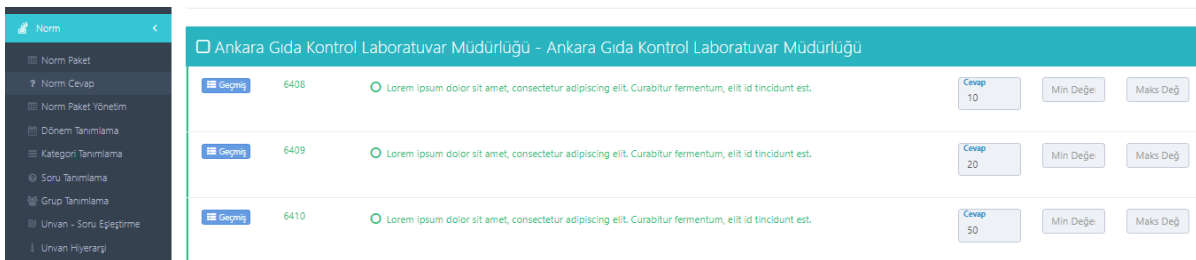 Norm
Norm Paket
? Norm Cevap
Norm Paket Yönetim
Dönem Tanımlama
Kategori Tanımlama
Soru Tanımlama
Grup Tanımlama
Unvan - Soru Eşleştirme
Unvan Hiyerarşi
Ankara Gıda Kontrol Laboratuvar Müdürlüğü - Ankara Gıda Kontrol Laboratuvar Müdürlüğü
Geçmiş 6408 Lorem ipsum dolor sit amet, consectetur adipiscing elit. Curabitur fermentum, elit id tincidunt est. Cevap 10 Min Değe Maks Değ
Geçmiş 6409 Lorem ipsum dolor sit amet, consectetur adipiscing elit. Curabitur fermentum, elit id tincidunt est. Cevap 20 Min Değe Maks Değ
Geçmiş 6410 Lorem ipsum dolor sit amet, consectetur adipiscing elit. Curabitur fermentum, elit id tincidunt est. Cevap 50 Min Değe Maks Değ